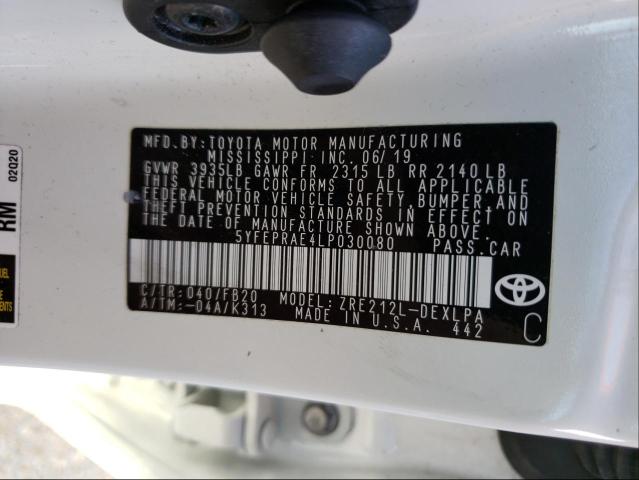 MFD.BY:TOYOTA MOTOR MANUFACTURING
MISSISSIPPI INC. 06/19
GVWR 3935LB GAWR FR 2315 LB RR 2140 LB
THIS VEHICLE CONFORMS TO ALL APPLICABLE
FEDERAL MOTOR VEHICLE SAFETY, BUMPER, AND
THEFT PREVENTION STANDARDS IN EFFECT ON
THE DATE OF MANUFACTURE SHOWN ABOVE.
5YFEPRAE4LP030080 PASS.CAR
C/TR:040/FB20 MODEL:ZRE212L-DEXLPA
A/TM:-04A/K313 MADE IN U.S.A. 442
C
RM 02Q20